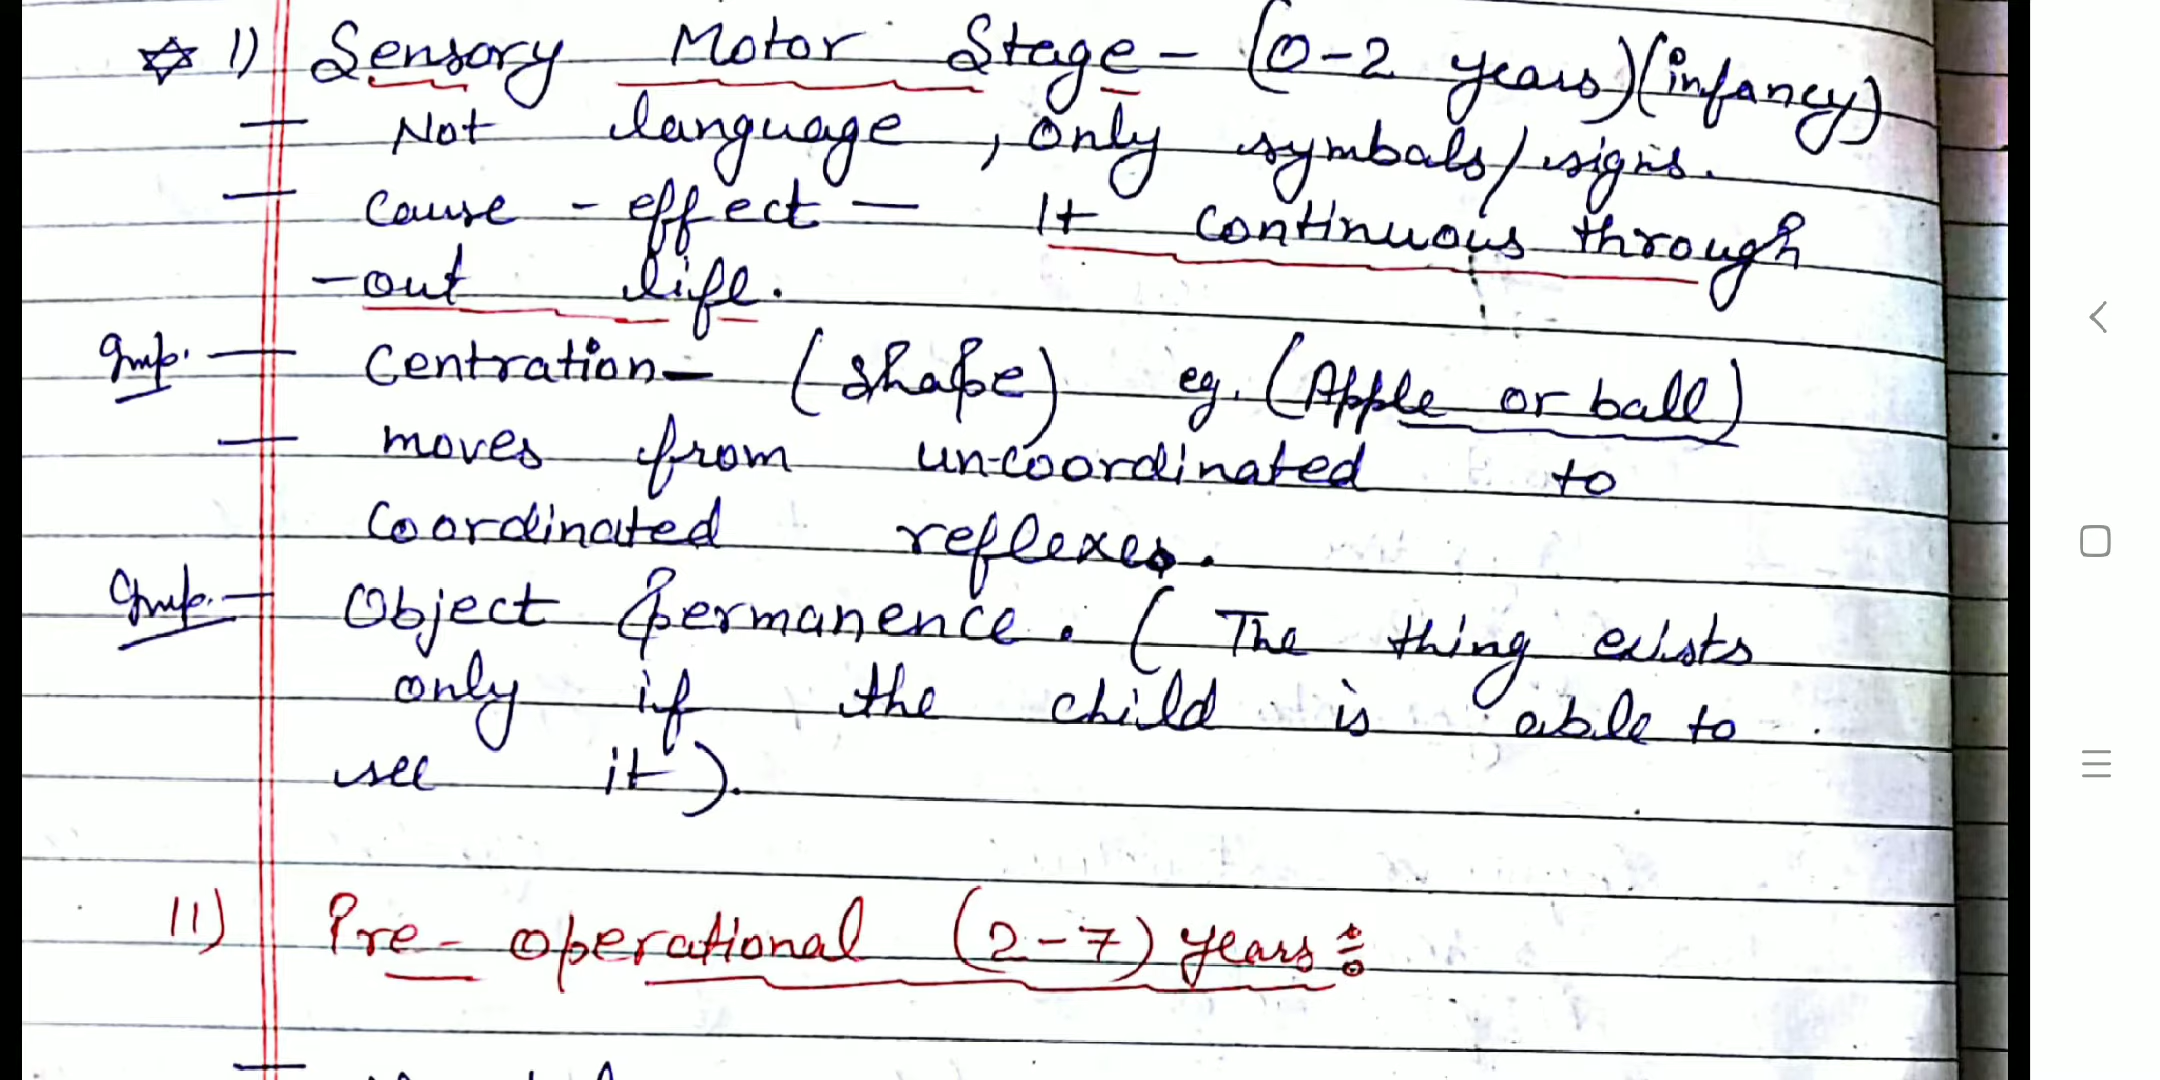 1) Sensory Motor Stage - (0-2 years) (infancy)
- Not language, only symbols/signs.
- Cause - effect - It continuous through
-out life.
Imp. - Centration - (Shape) eg. (Apple or ball)
- moves from un-coordinated to
Coordinated reflexes.
Imp. - Object permanence. (The thing exists
only if the child is able to
see it).
11) Pre-operational (2-7) years: